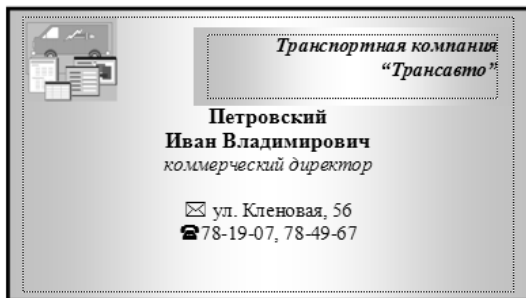 Транспортная компания
“Трансавто”
Петровский
Иван Владимирович
коммерческий директор
ул. Кленовая, 56
78-19-07, 78-49-67